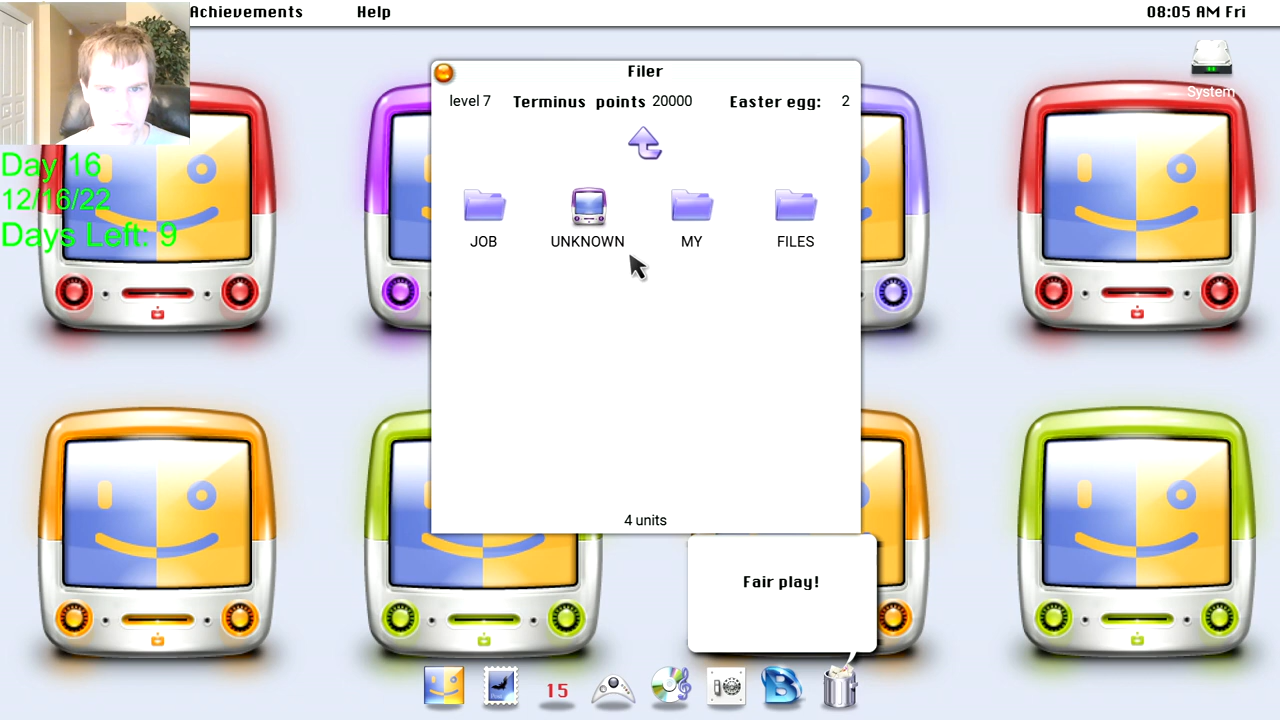 Achievements Help 08:05 AM Fri
System
Day 16
12/16/22
Days Left: 9
Filer
level 7 Terminus points 20000 Easter egg: 2
JOB UNKNOWN MY FILES
4 units
Fair play!
15
B